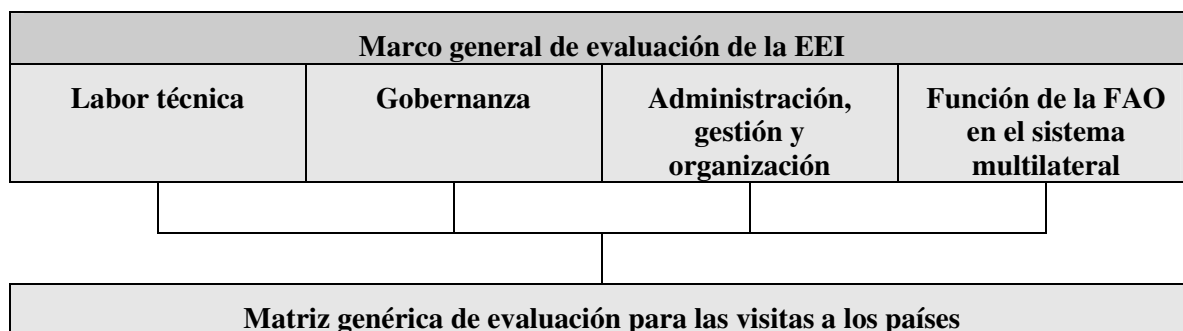 Marco general de evaluación de la EEI
Labor técnica
Gobernanza
Administración,
gestión y
organización
Función de la FAO
en el sistema
multilateral
Matriz genérica de evaluación para las visitas a los países